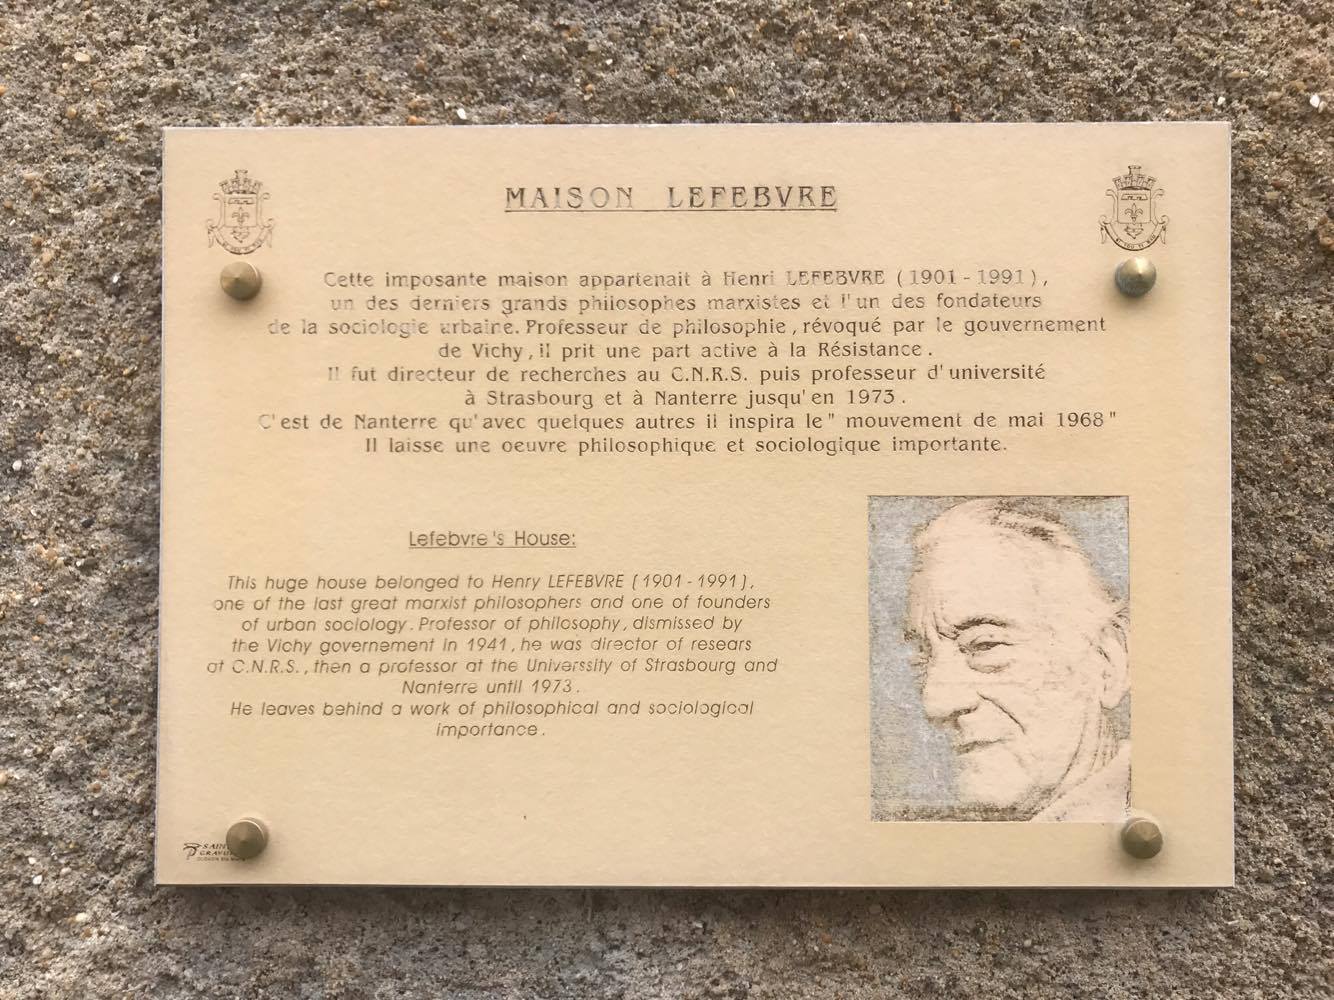 MAISON LEFEBVRE
Cette imposante maison appartenait à Henri LEFEBVRE (1901 - 1991),
un des derniers grands philosophes marxistes et l'un des fondateurs
de la sociologie urbaine. Professeur de philosophie, révoqué par le gouvernement
de Vichy, il prit une part active à la Résistance.
Il fut directeur de recherches au C.N.R.S. puis professeur d'université
à Strasbourg et à Nanterre jusqu'en 1973.
C'est de Nanterre qu'avec quelques autres il inspira le "mouvement de mai 1968"
Il laisse une oeuvre philosophique et sociologique importante.
Lefebvre's House:
This huge house belonged to Henry LEFEBVRE (1901 - 1991),
one of the last great marxist philosophers and one of founders
of urban sociology. Professor of philosophy, dismissed by
the Vichy governement in 1941, he was director of resears
at C.N.R.S., then a professor at the Universsity of Strasbourg and
Nanterre until 1973.
He leaves behind a work of philosophical and sociological
importance.